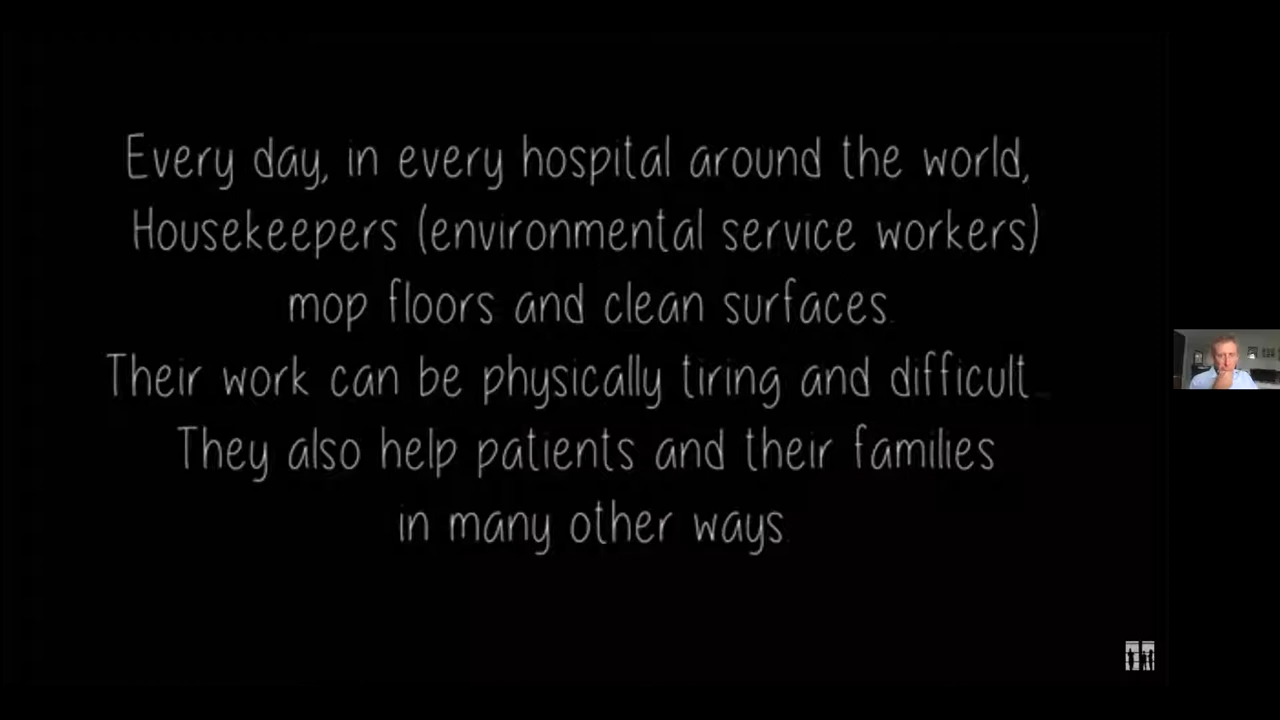 Every day, in every hospital around the world,
Housekeepers (environmental service workers)
mop floors and clean surfaces.
Their work can be physically tiring and difficult.
They also help patients and their families
in many other ways.